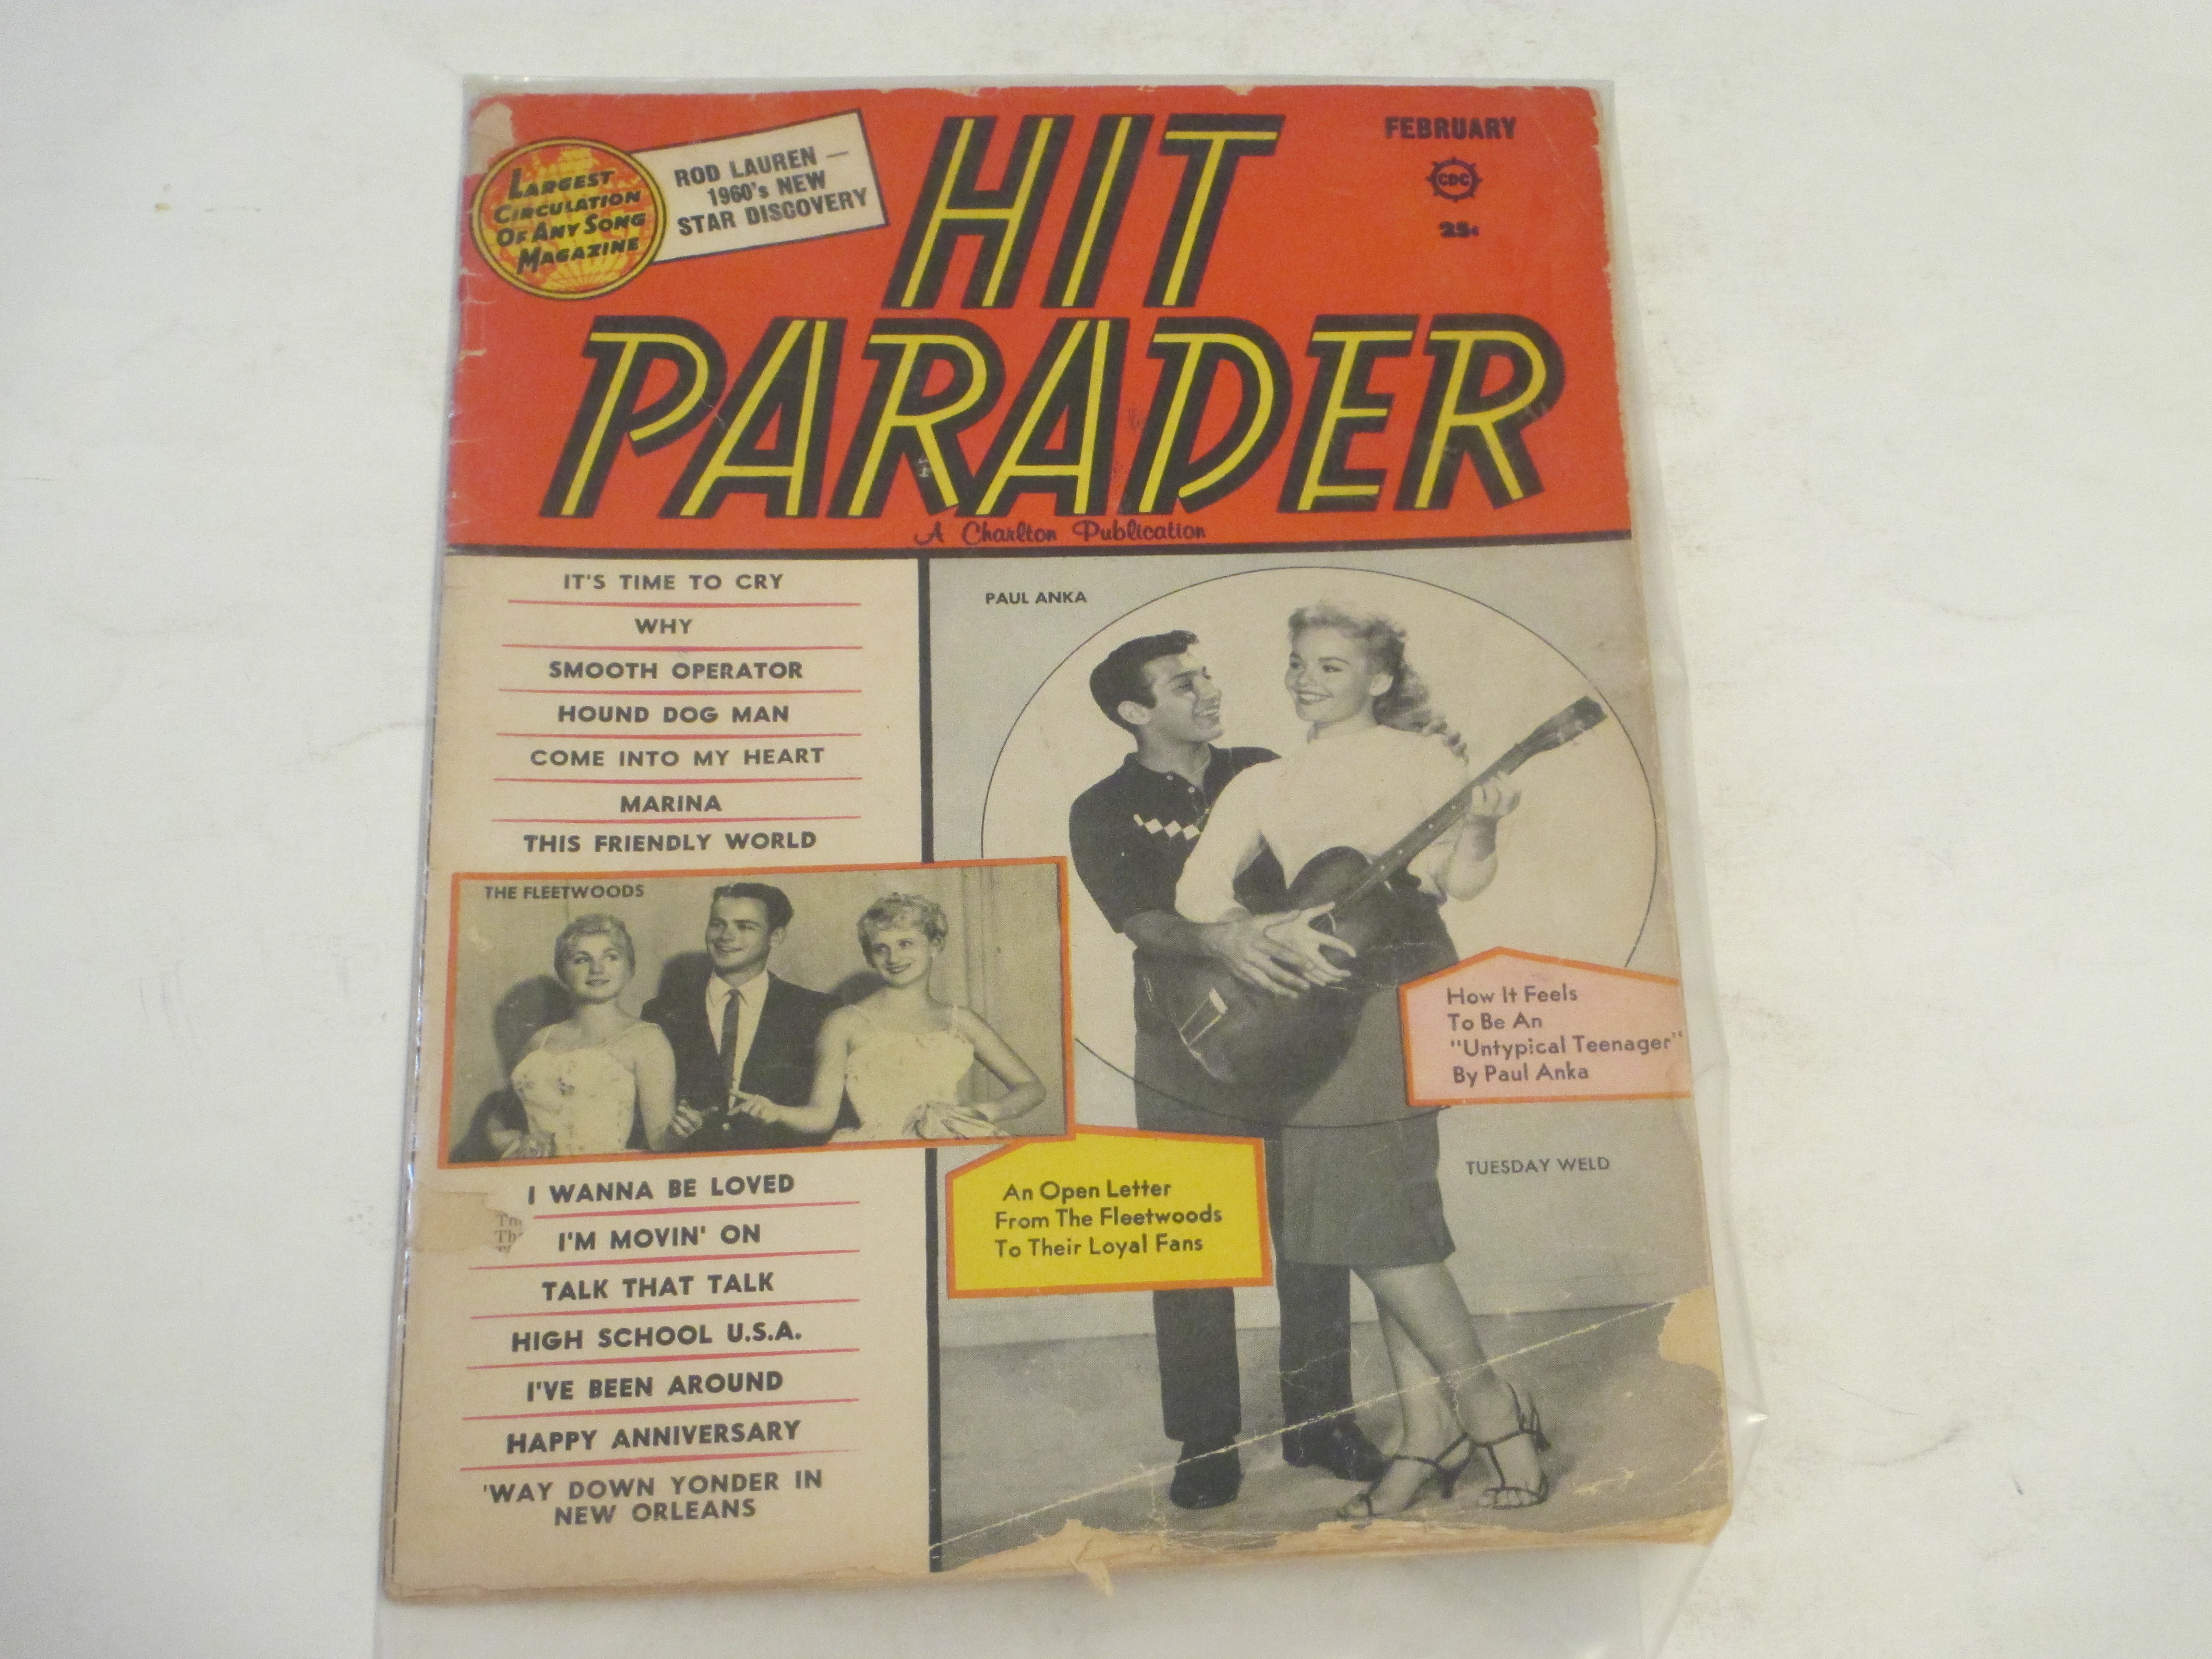 LARGEST
CIRCULATION
OF ANY SONG
MAGAZINE
ROD LAUREN —
1960's NEW
STAR DISCOVERY
HIT
PARADER
FEBRUARY
CDC
25¢
A Charlton Publication
IT'S TIME TO CRY
WHY
SMOOTH OPERATOR
HOUND DOG MAN
COME INTO MY HEART
MARINA
THIS FRIENDLY WORLD
THE FLEETWOODS
I WANNA BE LOVED
I'M MOVIN' ON
TALK THAT TALK
HIGH SCHOOL U.S.A.
I'VE BEEN AROUND
HAPPY ANNIVERSARY
'WAY DOWN YONDER IN
NEW ORLEANS
PAUL ANKA
How It Feels
To Be An
"Untypical Teenager"
By Paul Anka
TUESDAY WELD
An Open Letter
From The Fleetwoods
To Their Loyal Fans